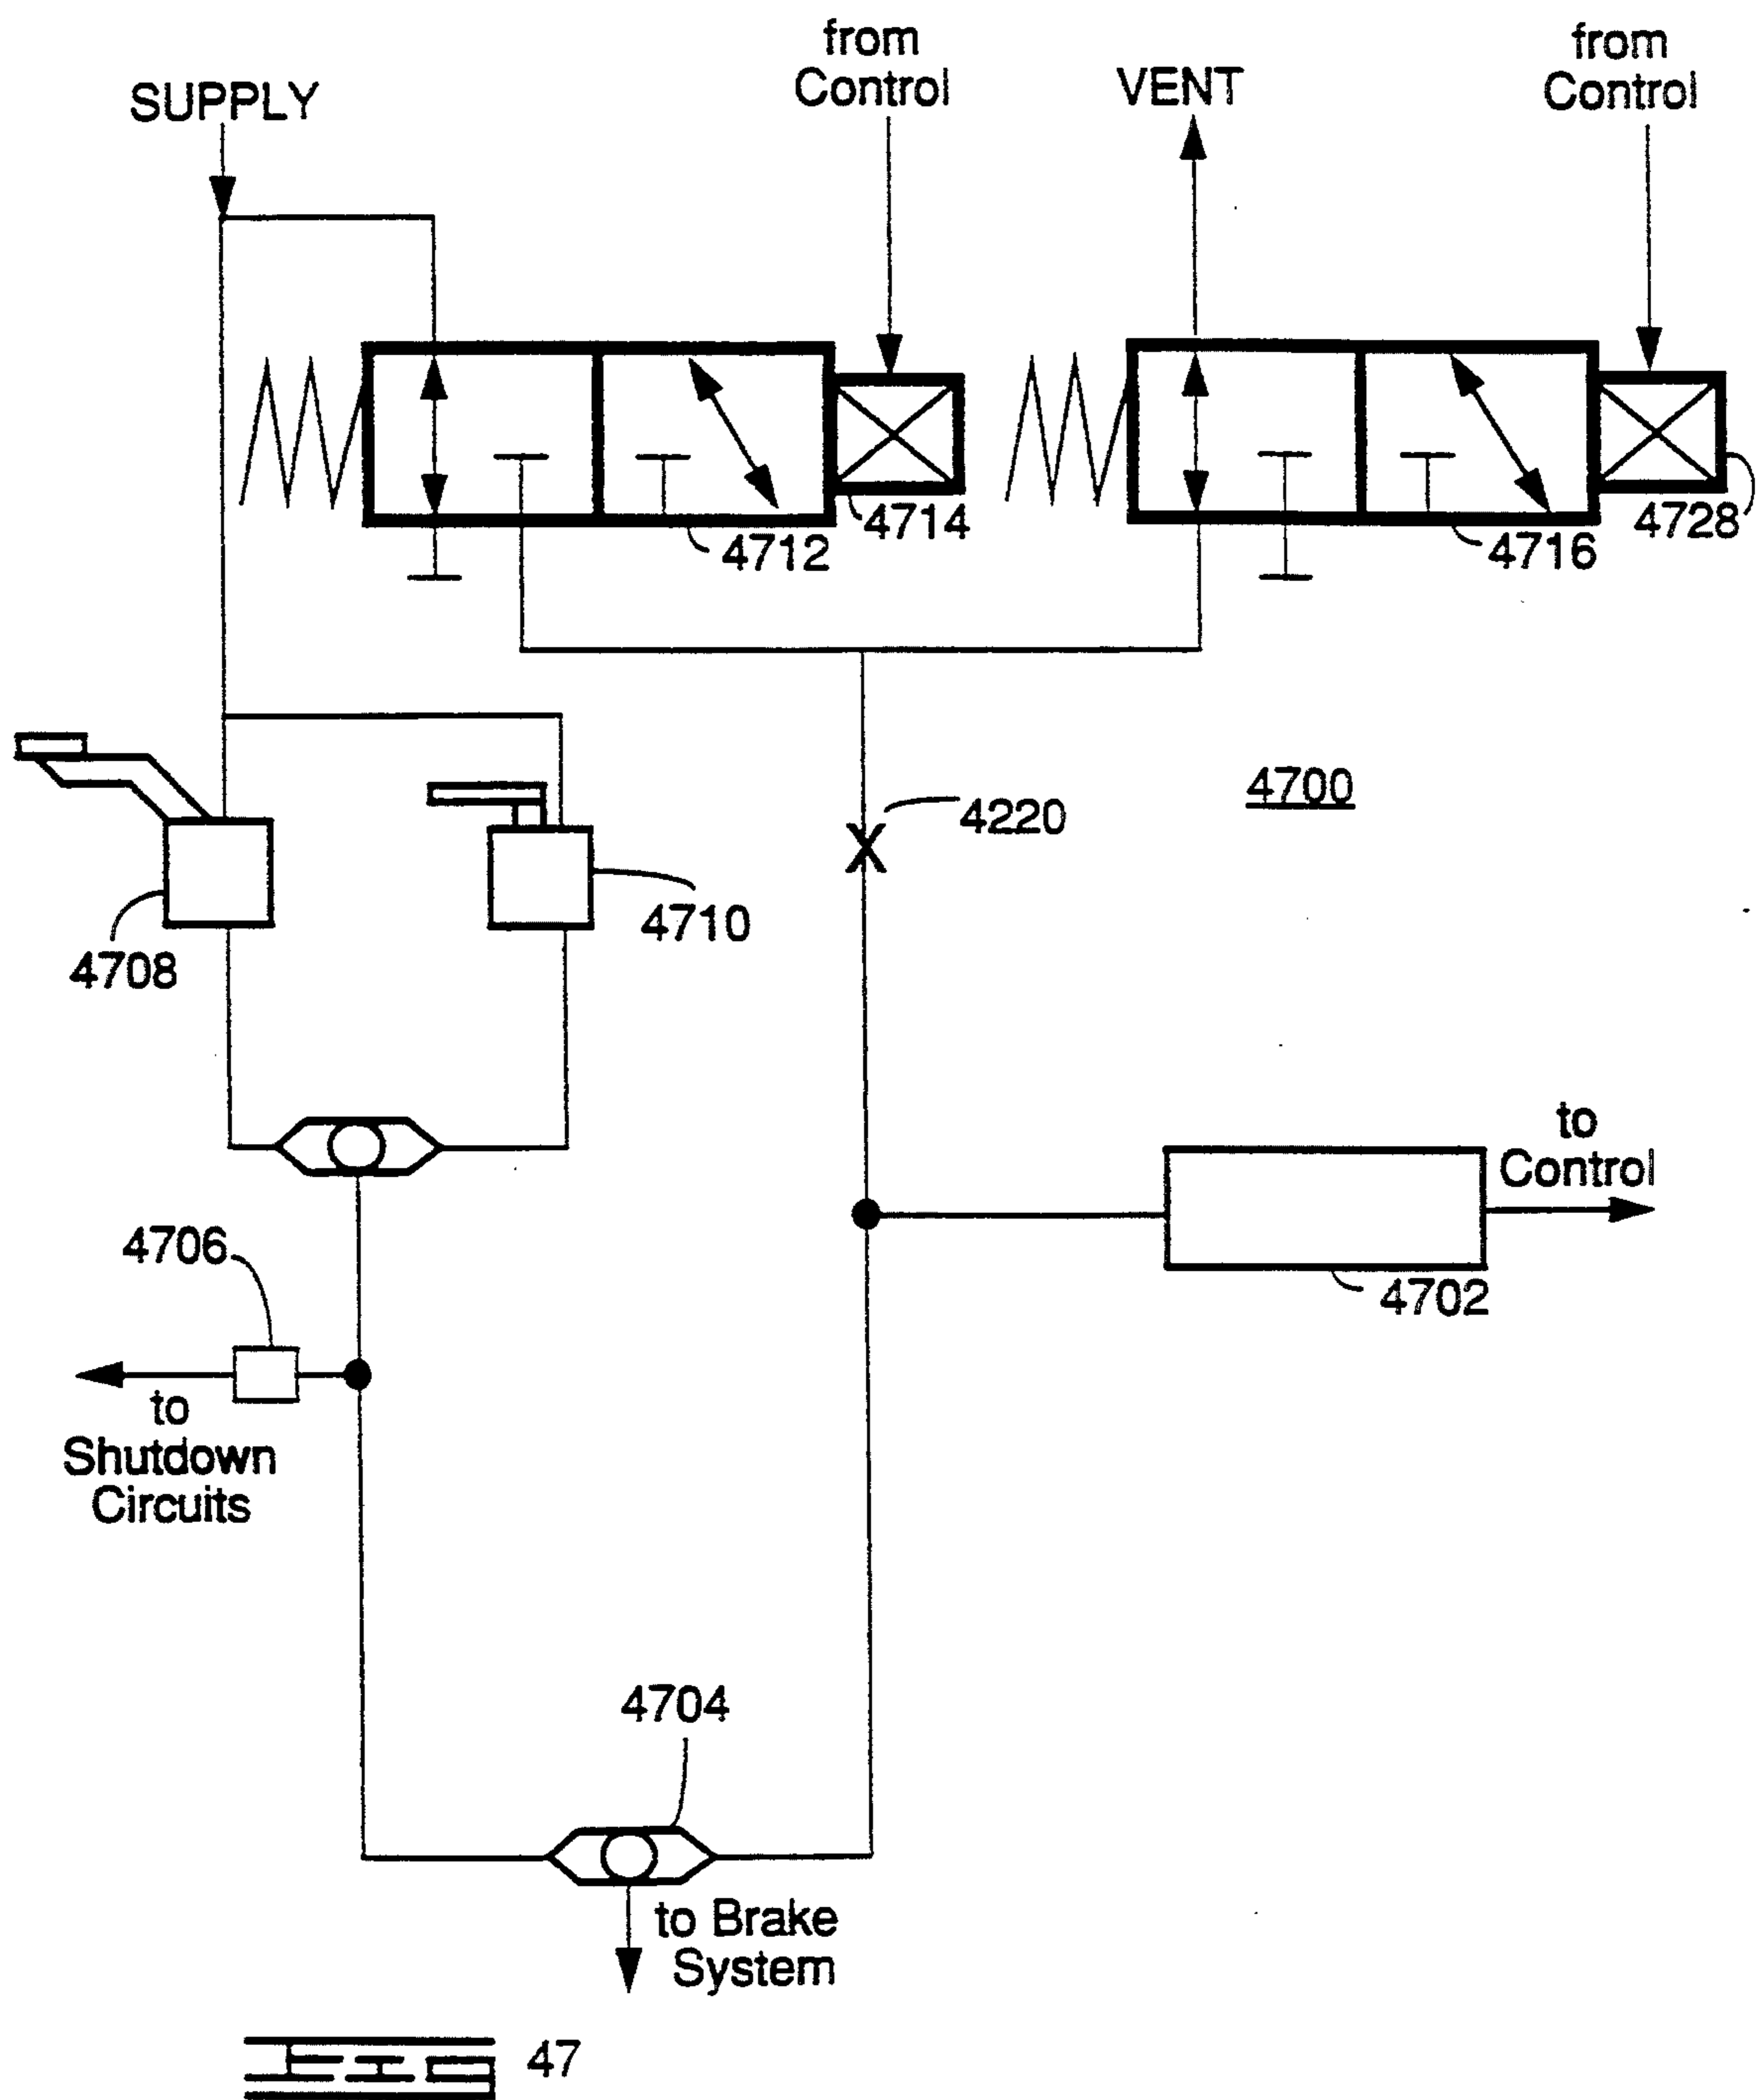 from
Control
SUPPLY
VENT
from
Control
4714
4712
4728
4716
4700
4220
4710
4708
to
Control
4706
4702
to
Shutdown
Circuits
4704
to Brake
System
FIG 47